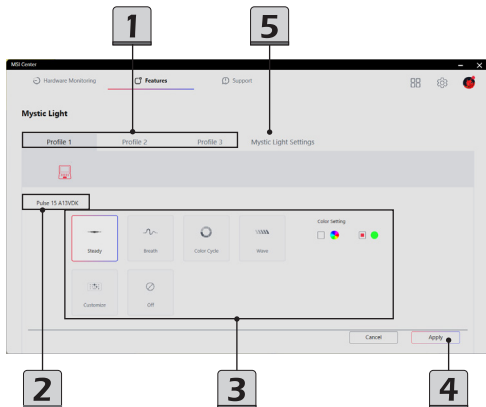 1
5
MSI Center
Hardware Monitoring Features Support
Mystic Light
Profile 1 Profile 2 Profile 3 Mystic Light Settings
Pulse 15 A13VDK
Color Setting
Steady Breath Color Cycle Wave
Customize Off
Cancel Apply
2 3 4